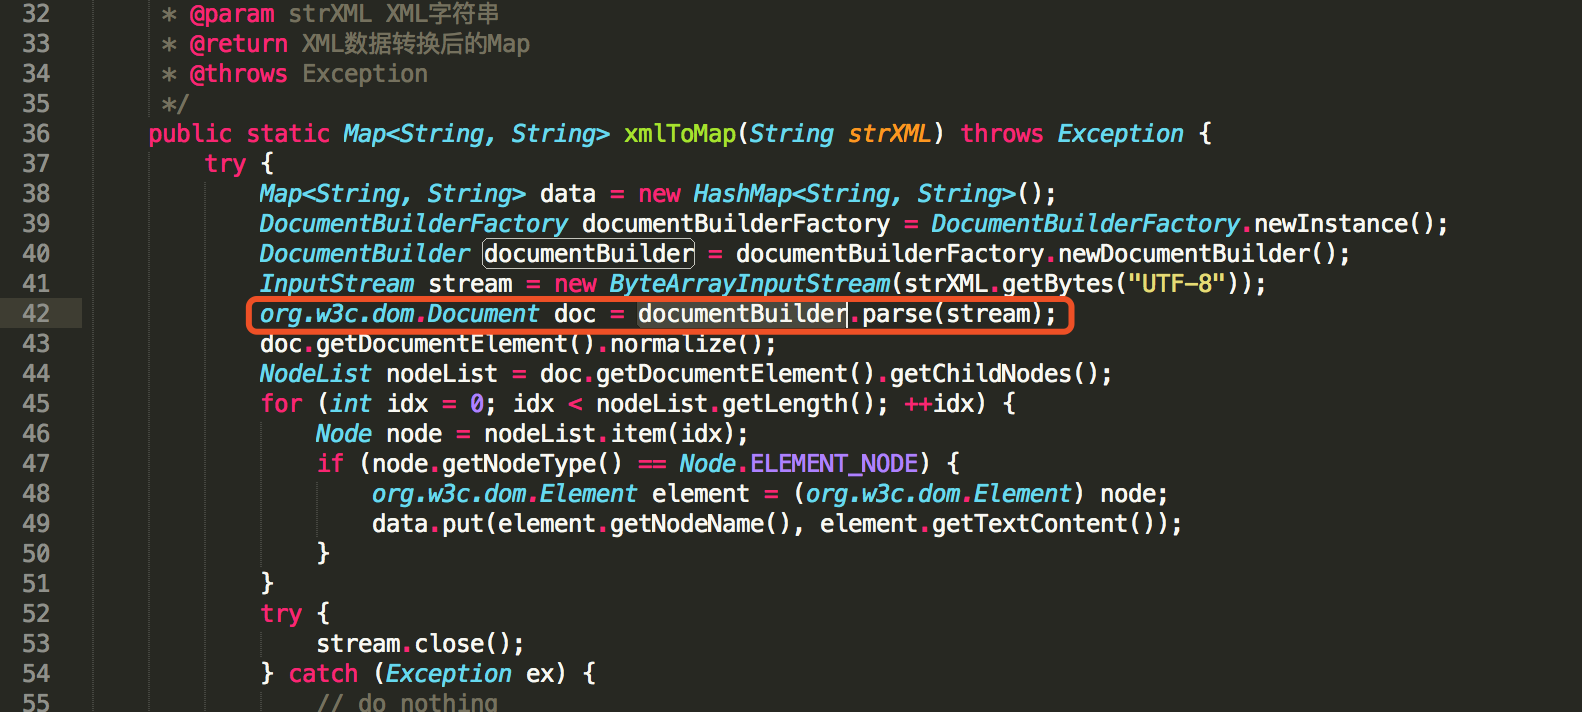 32 * @param strXML XML字符串
33 * @return XML数据转换后的Map
34 * @throws Exception
35 */
36 public static Map<String, String> xmlToMap(String strXML) throws Exception {
37 try {
38 Map<String, String> data = new HashMap<String, String>();
39 DocumentBuilderFactory documentBuilderFactory = DocumentBuilderFactory.newInstance();
40 DocumentBuilder documentBuilder = documentBuilderFactory.newDocumentBuilder();
41 InputStream stream = new ByteArrayInputStream(strXML.getBytes("UTF-8"));
42 org.w3c.dom.Document doc = documentBuilder.parse(stream);
43 doc.getDocumentElement().normalize();
44 NodeList nodeList = doc.getDocumentElement().getChildNodes();
45 for (int idx = 0; idx < nodeList.getLength(); ++idx) {
46 Node node = nodeList.item(idx);
47 if (node.getNodeType() == Node.ELEMENT_NODE) {
48 org.w3c.dom.Element element = (org.w3c.dom.Element) node;
49 data.put(element.getNodeName(), element.getTextContent());
50 }
51 }
52 try {
53 stream.close();
54 } catch (Exception ex) {
55 // do nothing